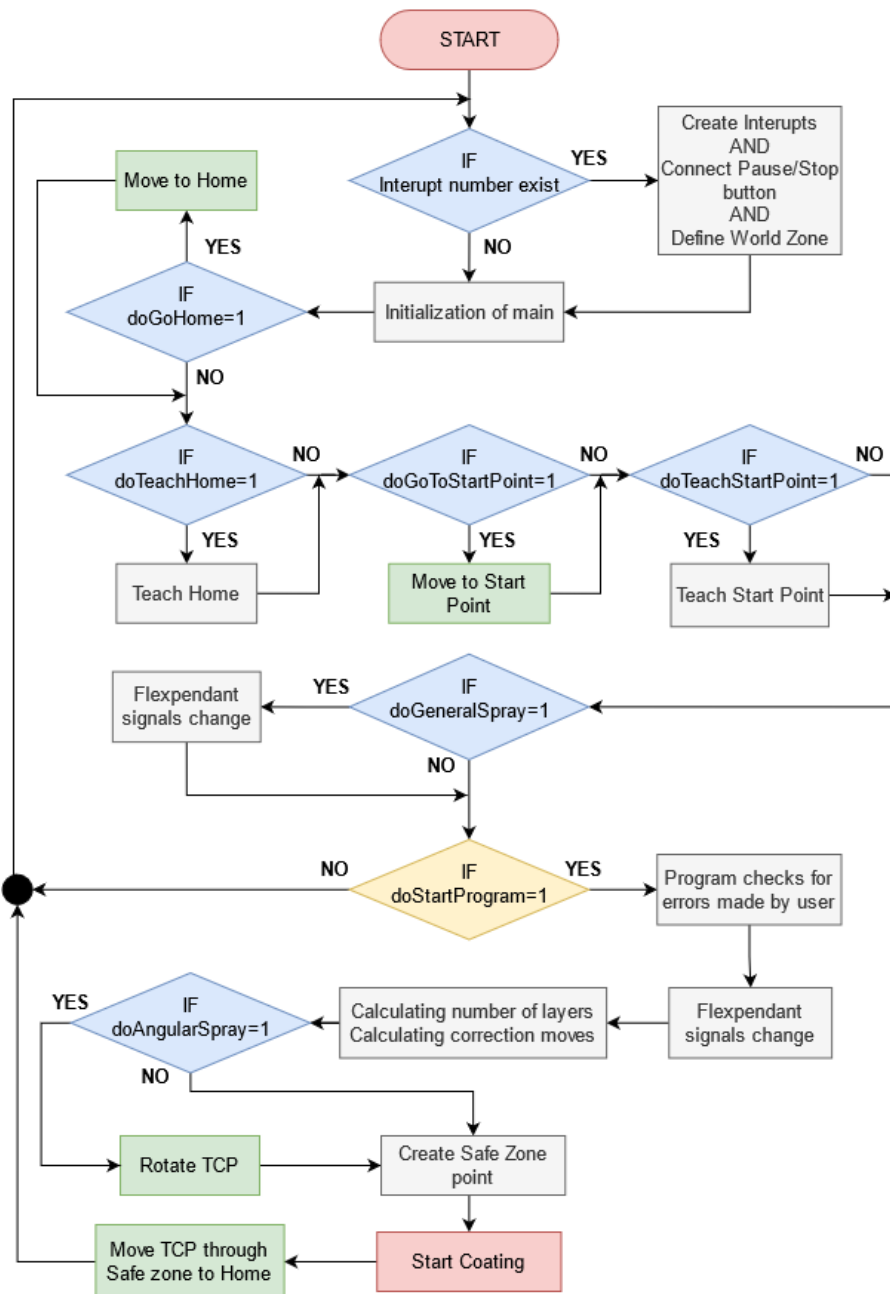 START
IF
Interupt number exist
YES
NO
Create Interupts
AND
Connect Pause/Stop
button
AND
Define World Zone
Move to Home
YES
IF
doGoHome=1
NO
Initialization of main
IF
doTeachHome=1
NO
YES
Teach Home
IF
doGoToStartPoint=1
NO
YES
Move to Start
Point
IF
doTeachStartPoint=1
NO
YES
Teach Start Point
IF
doGeneralSpray=1
YES
NO
Flexpendant
signals change
IF
doStartProgram=1
NO
YES
Program checks for
errors made by user
Flexpendant
signals change
Calculating number of layers
Calculating correction moves
IF
doAngularSpray=1
YES
NO
Rotate TCP
Create Safe Zone
point
Start Coating
Move TCP through
Safe zone to Home